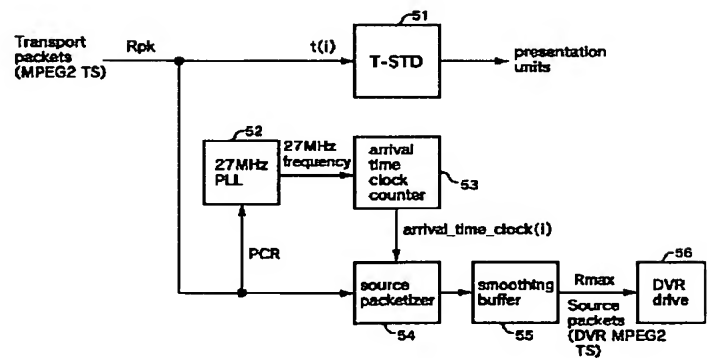 51
Transport
packets
(MPEG2 TS)
Rpk
t(i)
T-STD
presentation
units
52
27MHz
PLL
27MHz
frequency
arrival
time
clock
counter
53
arrival_time_clock(i)
PCR
source
packetizer
54
smoothing
buffer
55
Rmax
Source
packets
(DVR MPEG2
TS)
56
DVR
drive